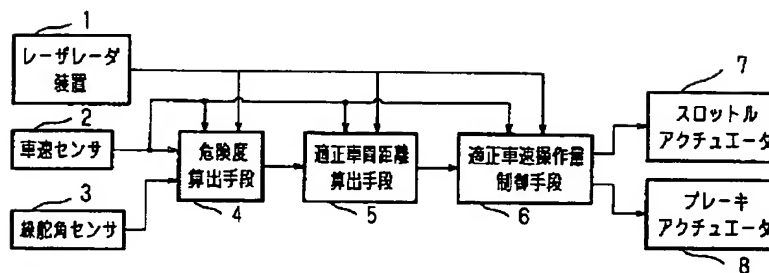 1
レーザレーダ
装置
2
車速センサ
3
操舵角センサ
危険度
算出手段
4
適正車間距離
算出手段
5
適正車速操作量
制御手段
6
7
スロットル
アクチュエータ
ブレーキ
アクチュエータ
8